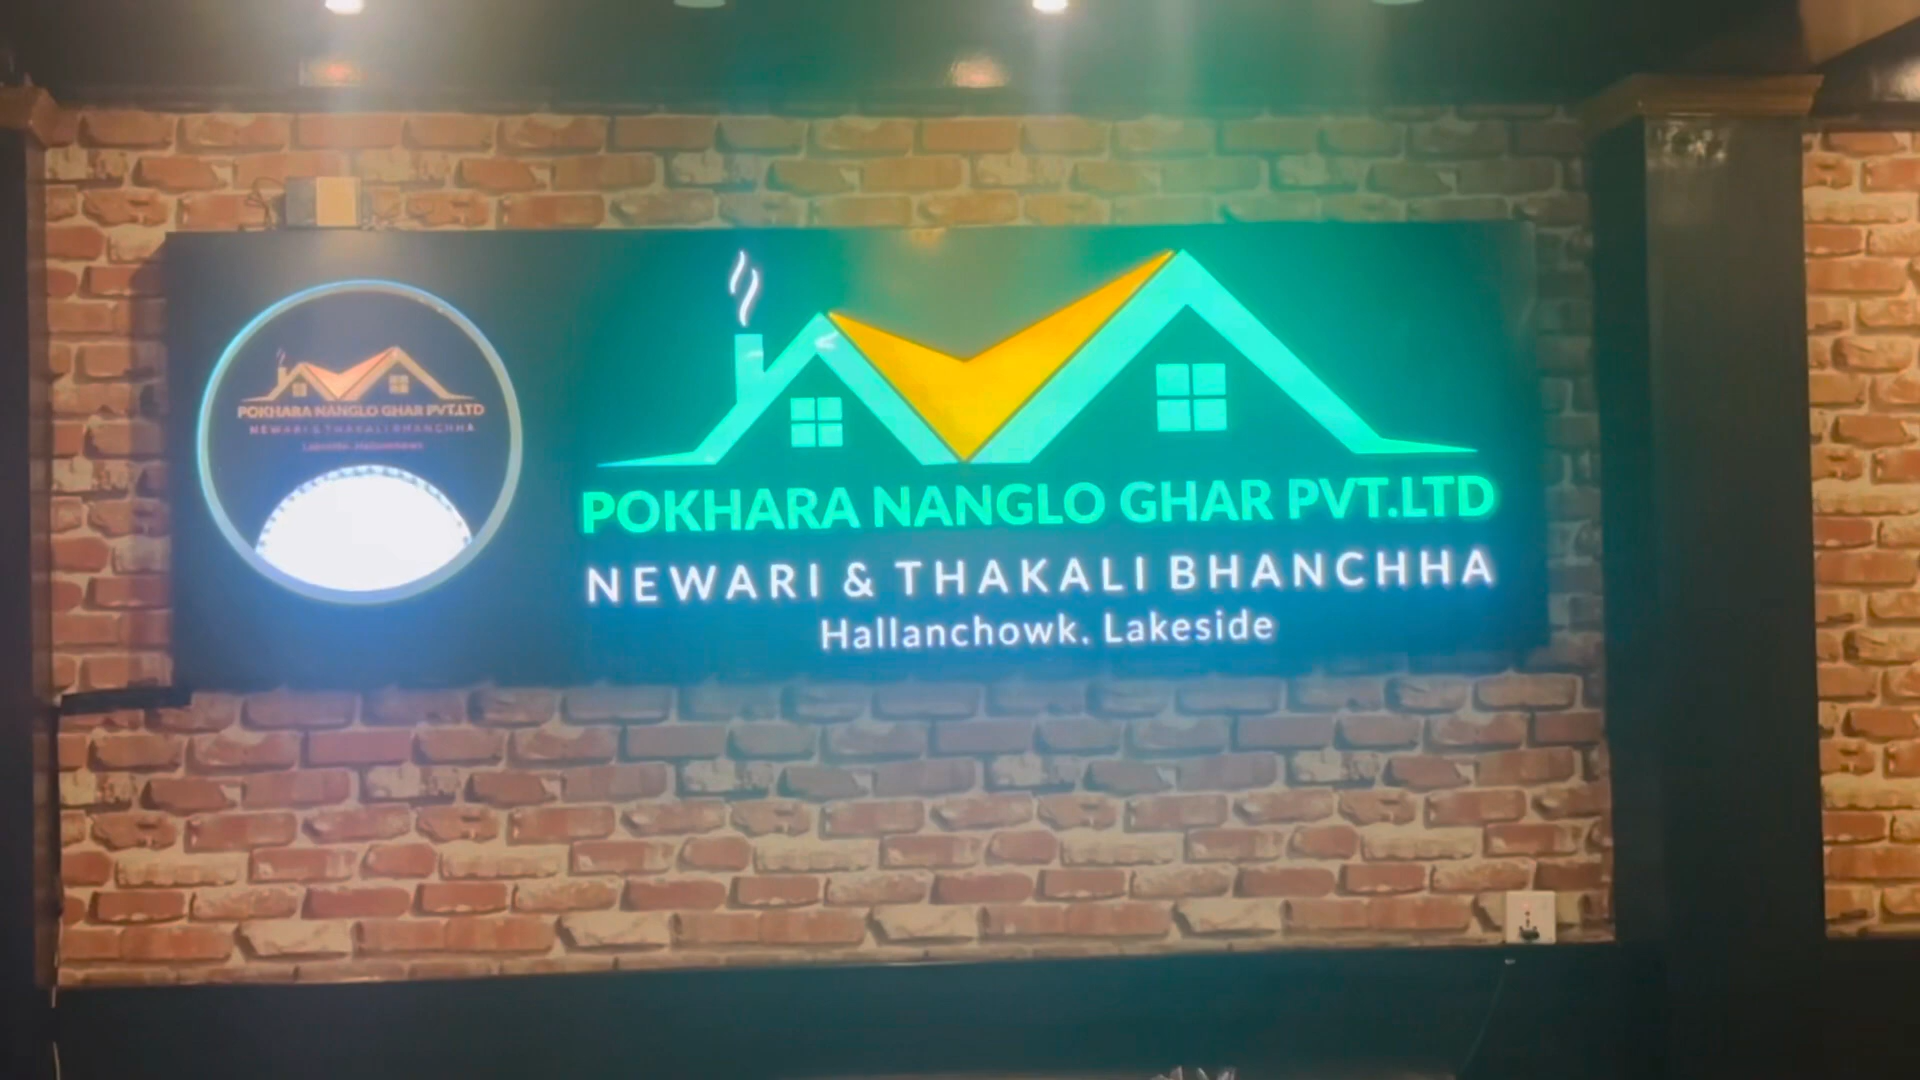 POKHARA NANGLO GHAR PVT.LTD
NEWARI & THAKALI BHANCHHA
POKHARA NANGLO GHAR PVT.LTD
NEWARI & THAKALI BHANCHHA
Hallanchowk. Lakeside